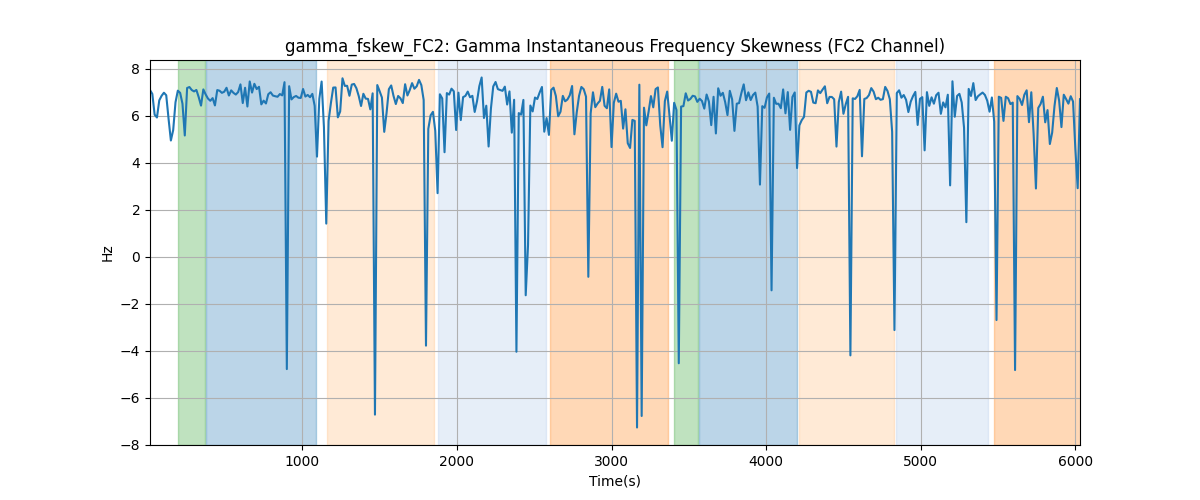 gamma_fskew_FC2: Gamma Instantaneous Frequency Skewness (FC2 Channel)
8
6
4
2
0
−2
−4
−6
−8
Hz
1000 2000 3000 4000 5000 6000
Time(s)